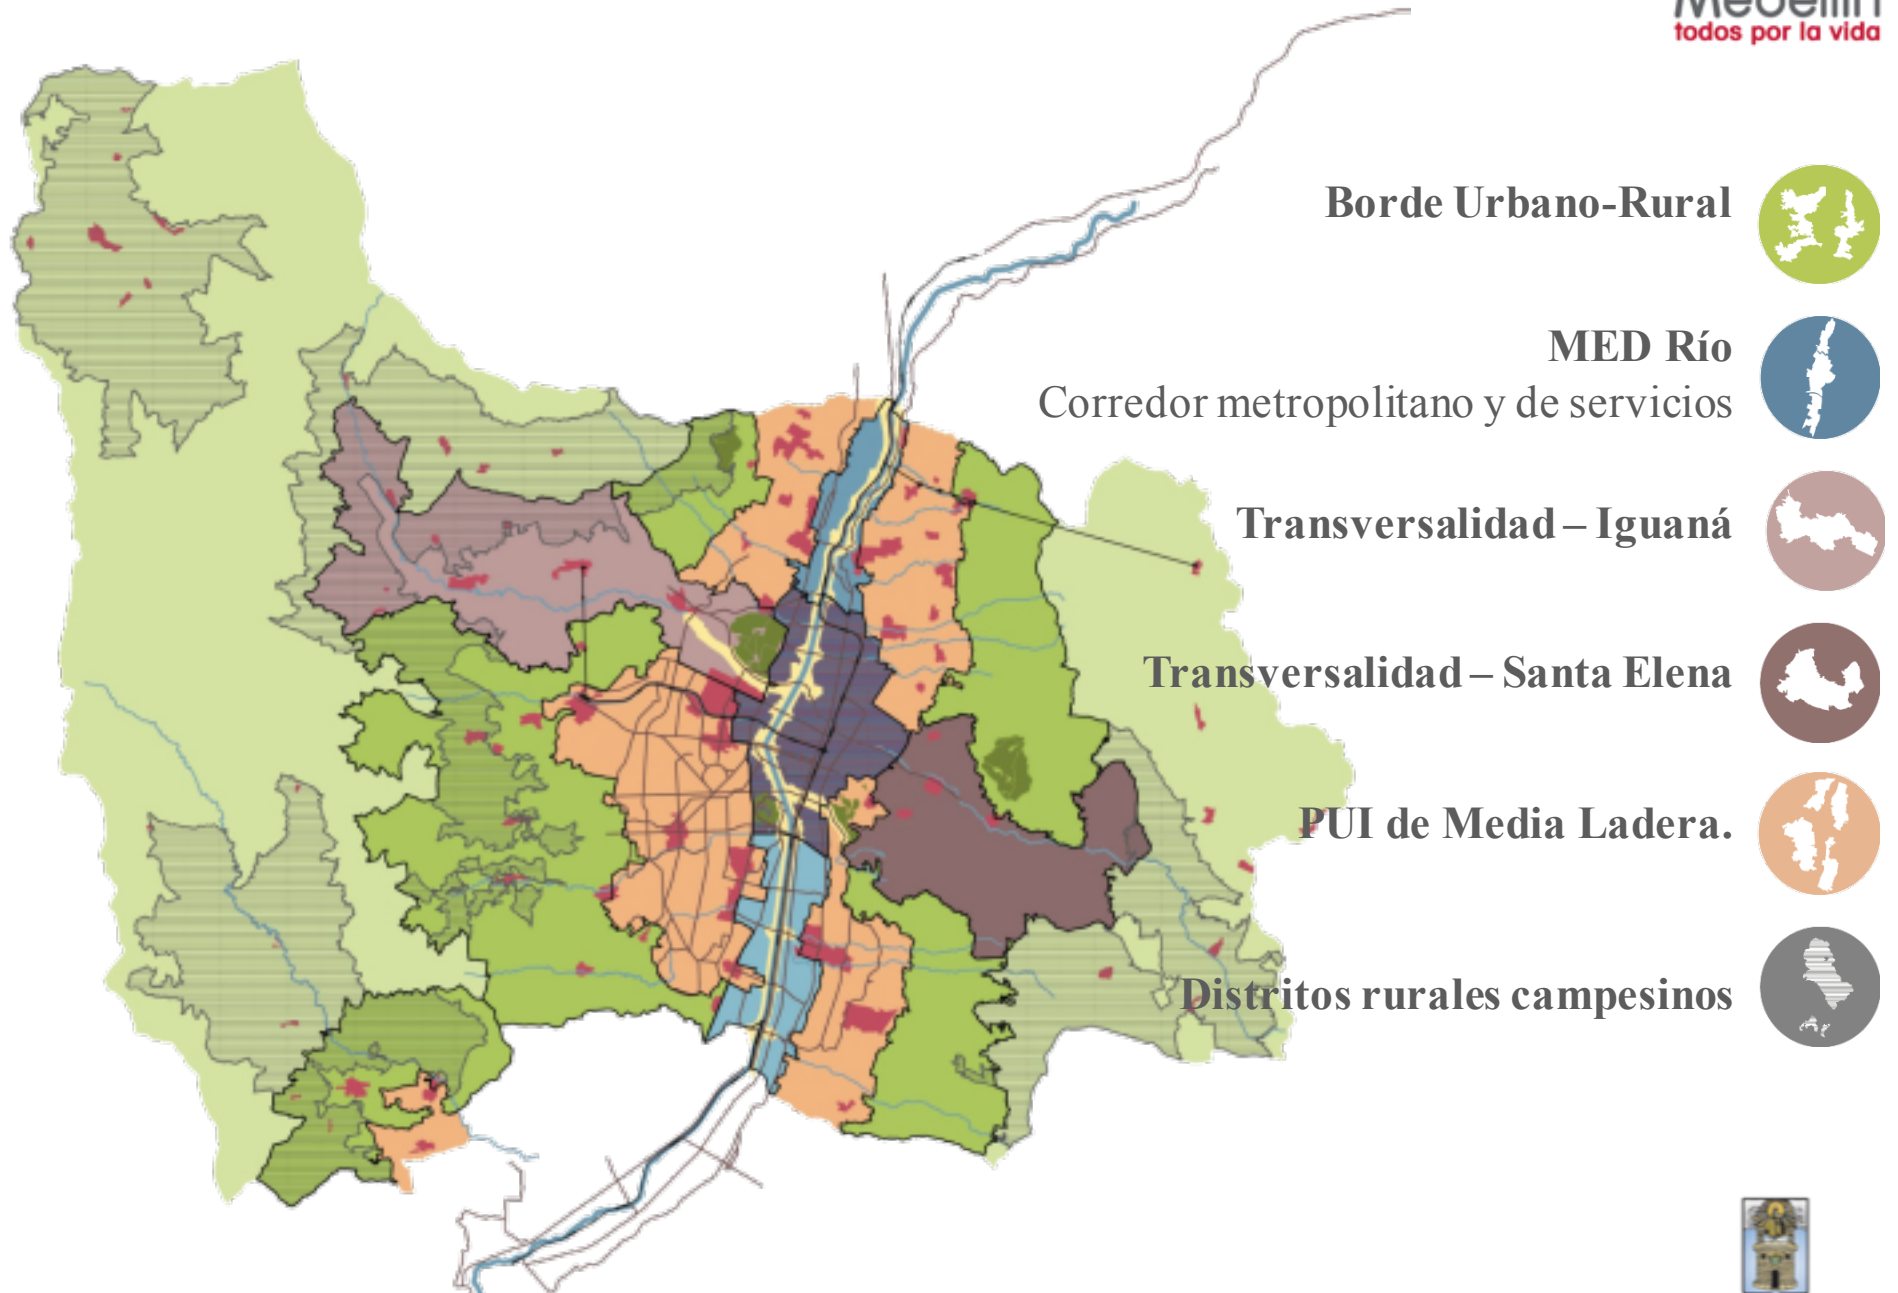 Medellín
todos por la vida
Borde Urbano-Rural
MED Río
Corredor metropolitano y de servicios
Transversalidad – Iguaná
Transversalidad – Santa Elena
PUI de Media Ladera.
Distritos rurales campesinos